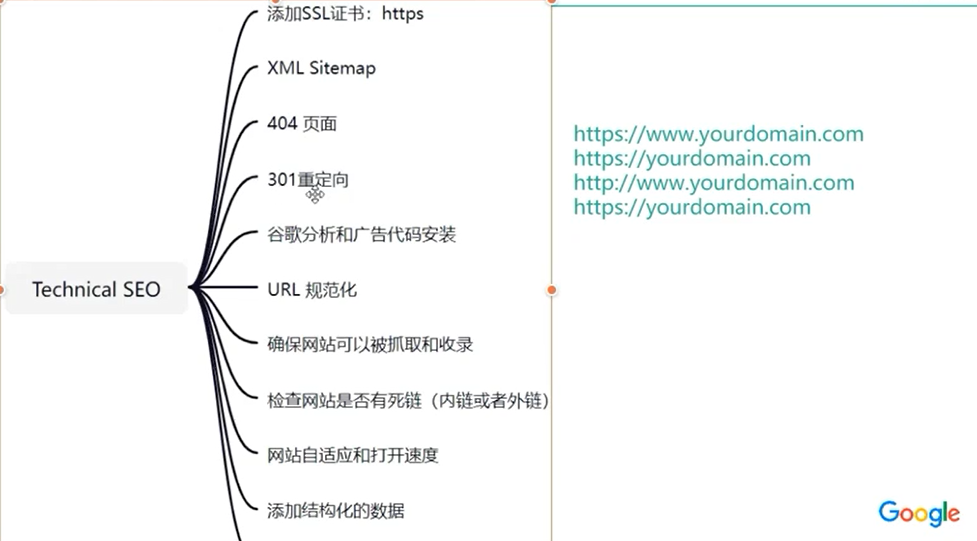 添加SSL证书：https
XML Sitemap
404 页面
301重定向
谷歌分析和广告代码安装
Technical SEO
URL 规范化
确保网站可以被抓取和收录
检查网站是否有死链（内链或者外链）
网站自适应和打开速度
添加结构化的数据
https://www.yourdomain.com
https://yourdomain.com
http://www.yourdomain.com
https://yourdomain.com
Google